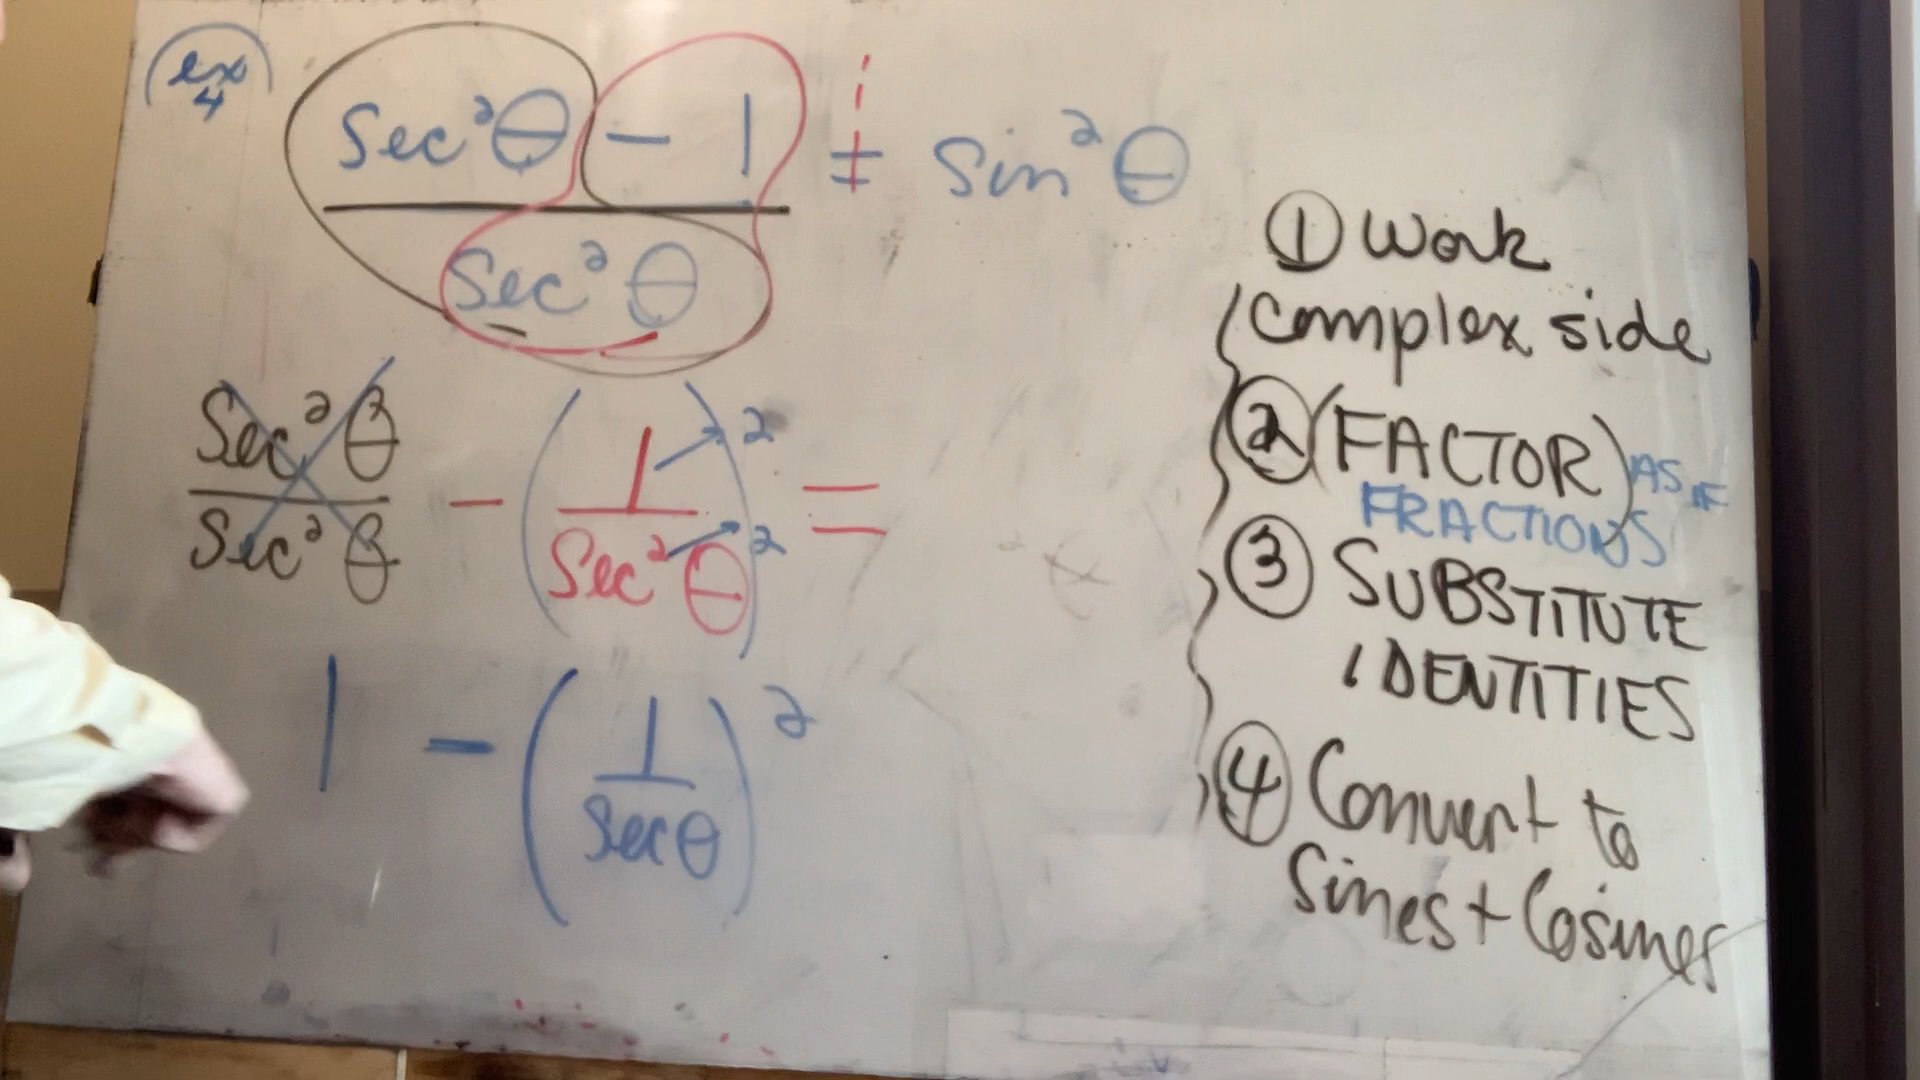 ex 4
sec²θ - 1 = sin²θ
sec²θ
Sec²θ - (1)² =
Sec²θ (Sec²θ)²
1 - (1)²
secθ
① Work
complex side
② (FACTOR) AS IF
FRACTIONS
③ SUBSTITUTE
IDENTITIES
④ Convert to
Sines + Cosines